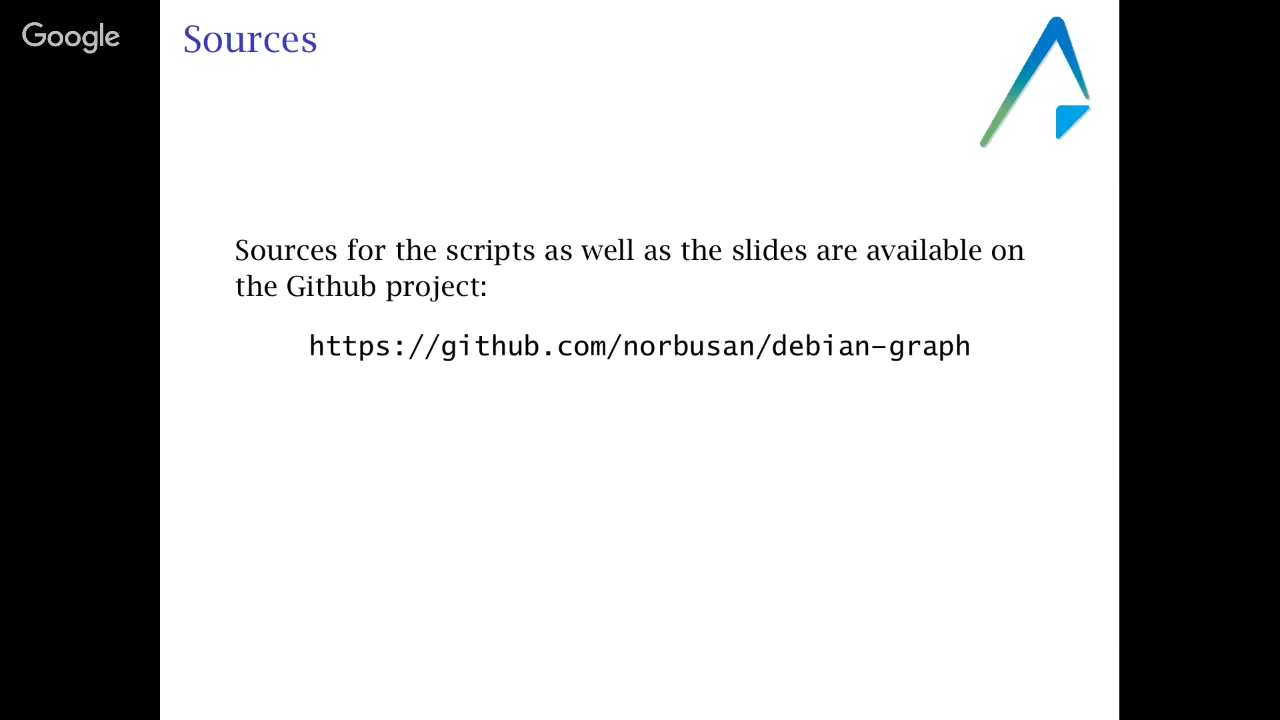 Google
Sources
Sources for the scripts as well as the slides are available on
the Github project:
https://github.com/norbusan/debian-graph